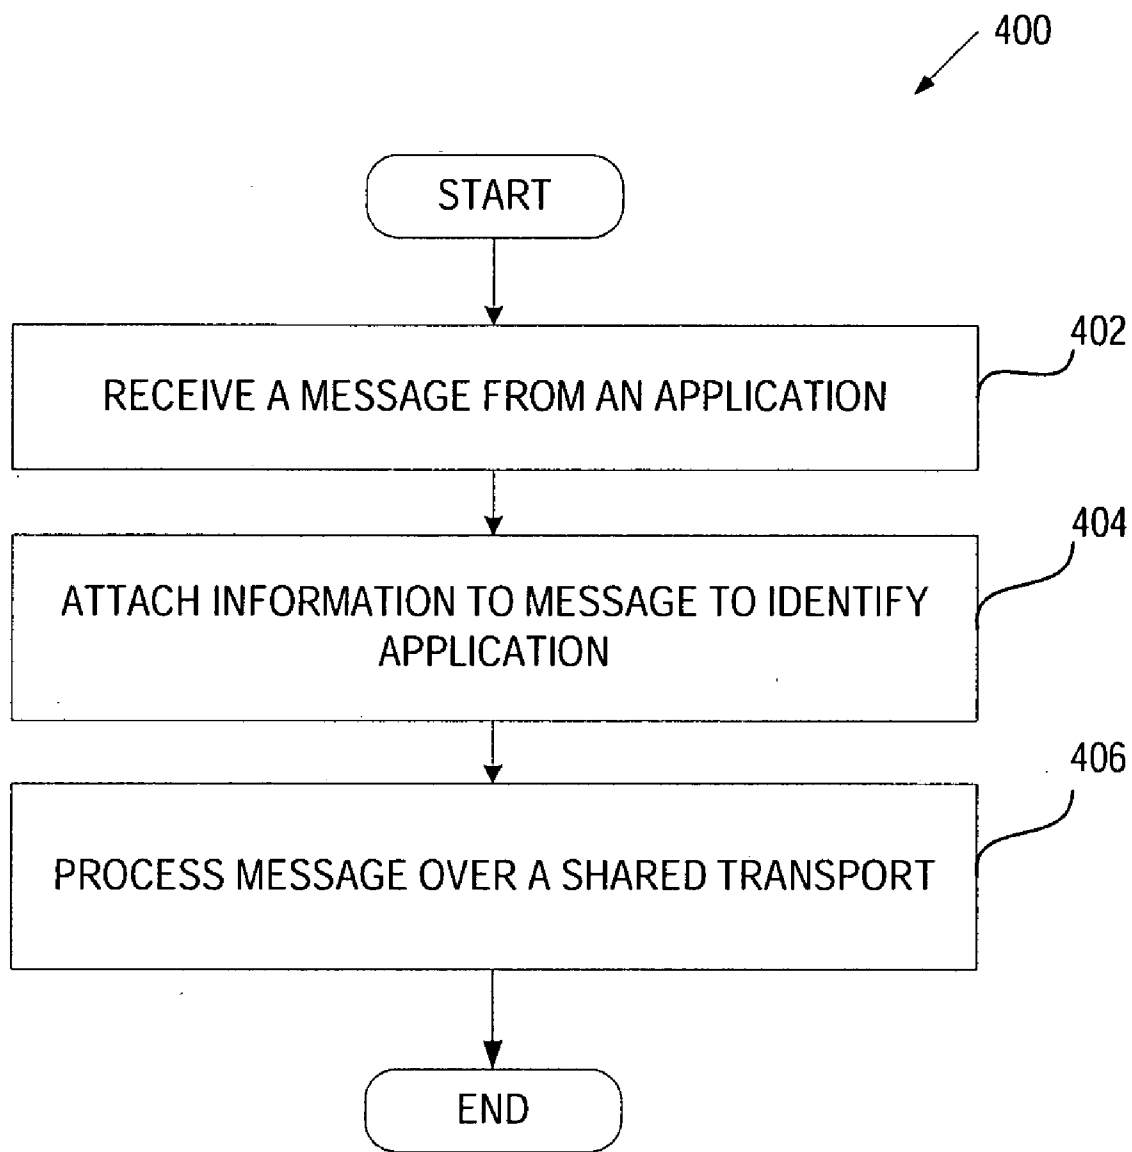 400
START
402
RECEIVE A MESSAGE FROM AN APPLICATION
404
ATTACH INFORMATION TO MESSAGE TO IDENTIFY
APPLICATION
406
PROCESS MESSAGE OVER A SHARED TRANSPORT
END